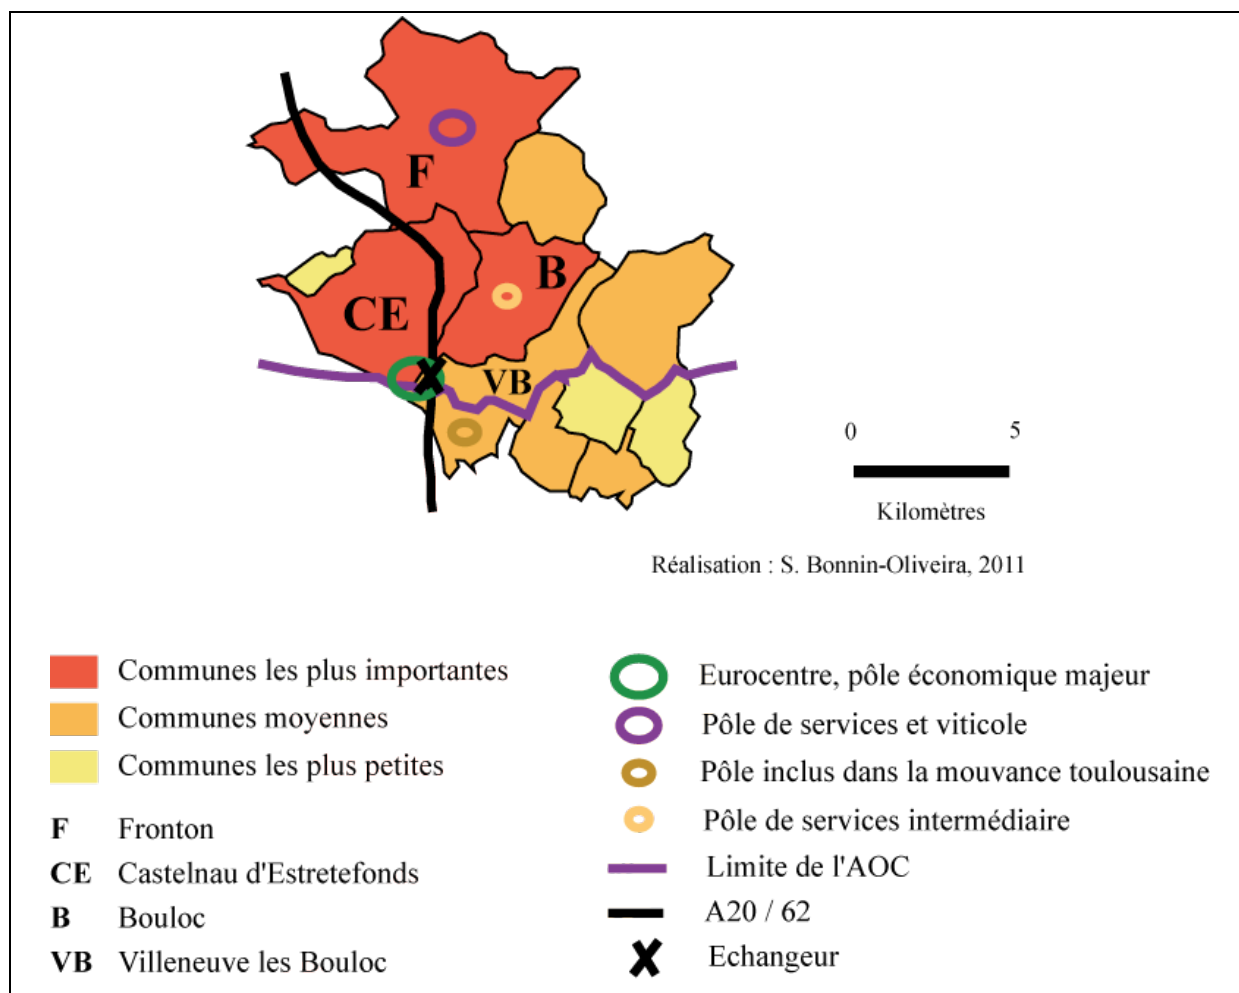 F
B
CE
VB
0 5
Kilomètres
Réalisation : S. Bonnin-Oliveira, 2011
Communes les plus importantes
Communes moyennes
Communes les plus petites
F Fronton
CE Castelnau d'Estretefonds
B Bouloc
VB Villeneuve les Bouloc
Eurocentre, pôle économique majeur
Pôle de services et viticole
Pôle inclus dans la mouvance toulousaine
Pôle de services intermédiaire
Limite de l'AOC
A20 / 62
Echangeur